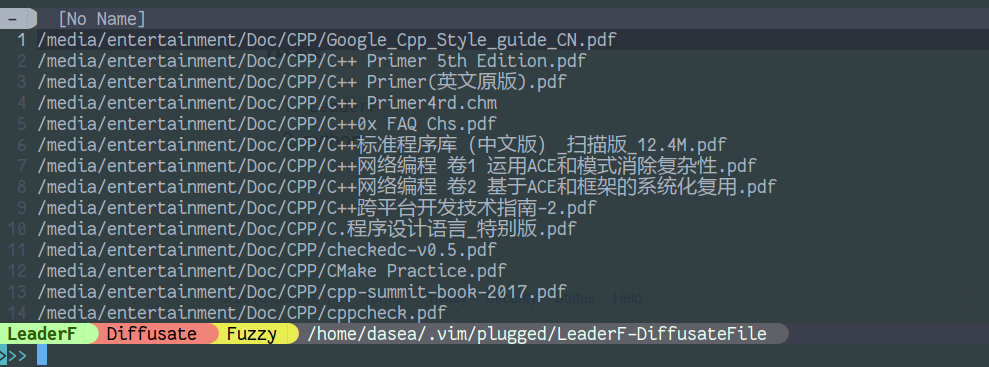 - [No Name]
1 /media/entertainment/Doc/CPP/Google_Cpp_Style_guide_CN.pdf
2 /media/entertainment/Doc/CPP/C++ Primer 5th Edition.pdf
3 /media/entertainment/Doc/CPP/C++ Primer(英文原版).pdf
4 /media/entertainment/Doc/CPP/C++ Primer4rd.chm
5 /media/entertainment/Doc/CPP/C++0x FAQ Chs.pdf
6 /media/entertainment/Doc/CPP/C++标准程序库（中文版）_扫描版_12.4M.pdf
7 /media/entertainment/Doc/CPP/C++网络编程 卷1 运用ACE和模式消除复杂性.pdf
8 /media/entertainment/Doc/CPP/C++网络编程 卷2 基于ACE和框架的系统化复用.pdf
9 /media/entertainment/Doc/CPP/C++跨平台开发技术指南-2.pdf
10 /media/entertainment/Doc/CPP/C.程序设计语言_特别版.pdf
11 /media/entertainment/Doc/CPP/checkedc-v0.5.pdf
12 /media/entertainment/Doc/CPP/CMake Practice.pdf
13 /media/entertainment/Doc/CPP/cpp-summit-book-2017.pdf
Status Help
14 /media/entertainment/Doc/CPP/cppcheck.pdf
LeaderF Diffusate Fuzzy /home/dasea/.vim/plugged/LeaderF-DiffusateFile
>>>